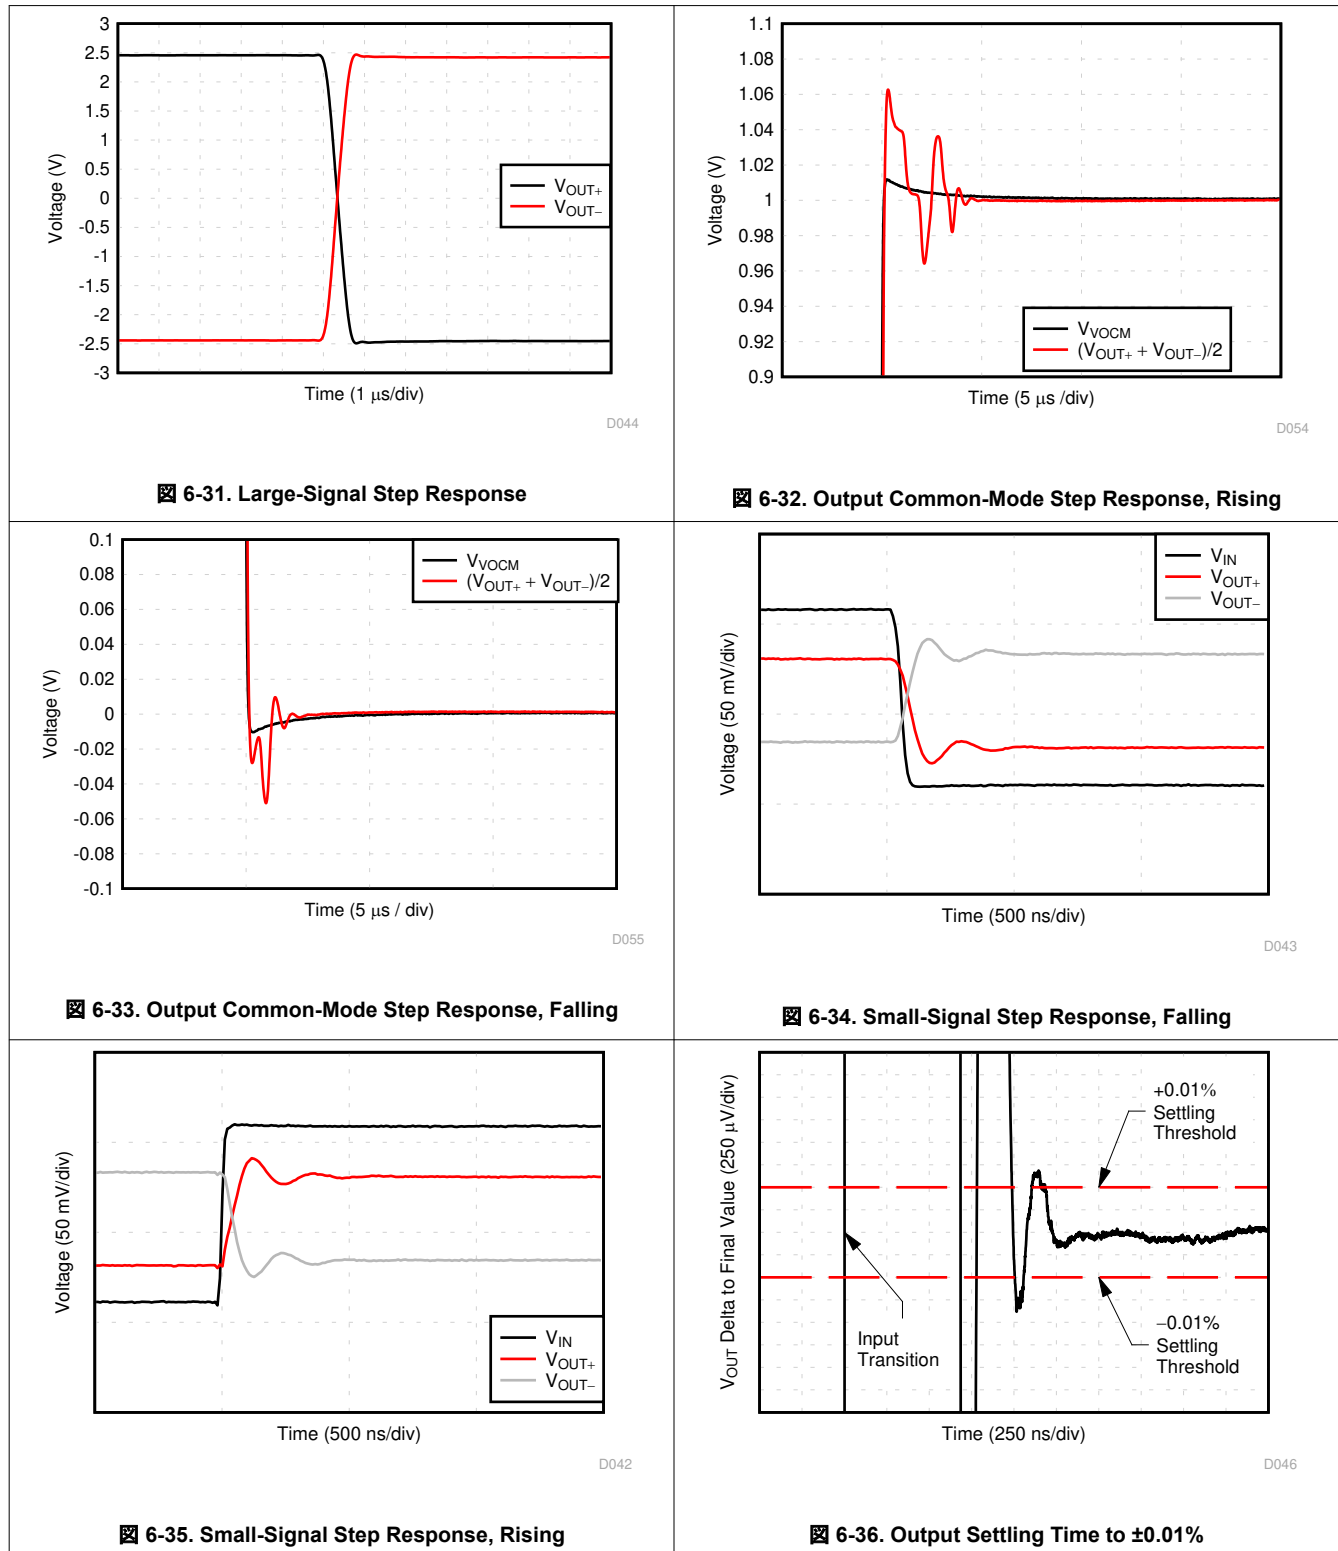 3
2.5
2
1.5
1
0.5
0
-0.5
-1
-1.5
-2
-2.5
-3
Voltage (V)
VOUT+
VOUT–
Time (1 μs/div)
D044
図 6-31. Large-Signal Step Response
1.1
1.08
1.06
1.04
1.02
1
0.98
0.96
0.94
0.92
0.9
Voltage (V)
VVOCM
(VOUT+ + VOUT–)/2
Time (5 μs /div)
D054
図 6-32. Output Common-Mode Step Response, Rising
0.1
0.08
0.06
0.04
0.02
0
-0.02
-0.04
-0.06
-0.08
-0.1
Voltage (V)
VVOCM
(VOUT+ + VOUT–)/2
Time (5 μs / div)
D055
図 6-33. Output Common-Mode Step Response, Falling
Voltage (50 mV/div)
VIN
VOUT+
VOUT–
Time (500 ns/div)
D043
図 6-34. Small-Signal Step Response, Falling
Voltage (50 mV/div)
VIN
VOUT+
VOUT–
Time (500 ns/div)
D042
図 6-35. Small-Signal Step Response, Rising
VOUT Delta to Final Value (250 μV/div)
+0.01%
Settling
Threshold
Input
Transition
–0.01%
Settling
Threshold
Time (250 ns/div)
D046
図 6-36. Output Settling Time to ±0.01%